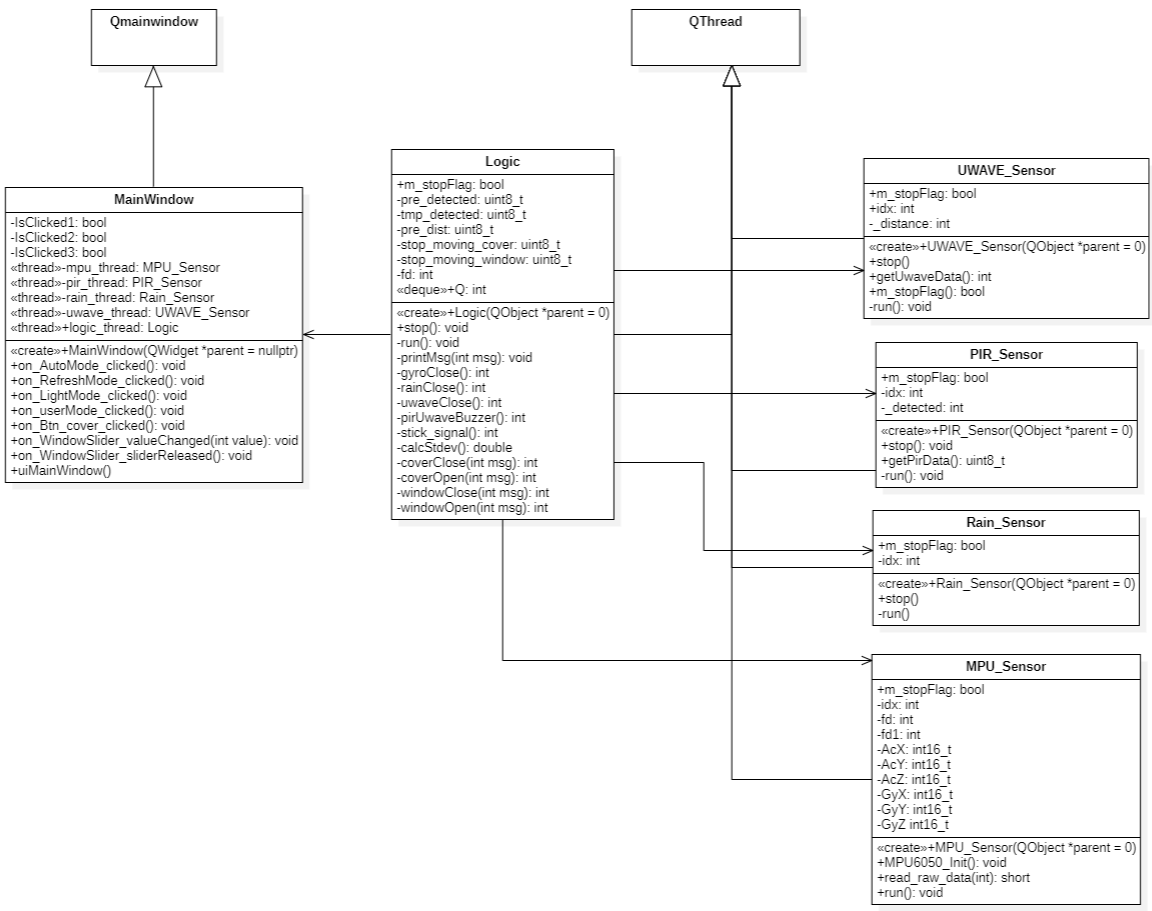 Qmainwindow
QThread
MainWindow
-IsClicked1: bool
-IsClicked2: bool
-IsClicked3: bool
«thread»-mpu_thread: MPU_Sensor
«thread»-pir_thread: PIR_Sensor
«thread»-rain_thread: Rain_Sensor
«thread»-uwave_thread: UWAVE_Sensor
«thread»+logic_thread: Logic
«create»+MainWindow(QWidget *parent = nullptr)
+on_AutoMode_clicked(): void
+on_RefreshMode_clicked(): void
+on_LightMode_clicked(): void
+on_userMode_clicked(): void
+on_Btn_cover_clicked(): void
+on_WindowSlider_valueChanged(int value): void
+on_WindowSlider_sliderReleased(): void
+uiMainWindow()
Logic
+m_stopFlag: bool
-pre_detected: uint8_t
-tmp_detected: uint8_t
-pre_dist: uint8_t
-stop_moving_cover: uint8_t
-stop_moving_window: uint8_t
-fd: int
«deque»+Q: int
«create»+Logic(QObject *parent = 0)
+stop(): void
-run(): void
-printMsg(int msg): void
-gyroClose(): int
-rainClose(): int
-uwaveClose(): int
-pirUwaveBuzzer(): int
-stick_signal(): int
-calcStdev(): double
-coverClose(int msg): int
-coverOpen(int msg): int
-windowClose(int msg): int
-windowOpen(int msg): int
UWAVE_Sensor
+m_stopFlag: bool
+idx: int
-_distance: int
«create»+UWAVE_Sensor(QObject *parent = 0)
+stop()
+getUwaveData(): int
+m_stopFlag(): bool
-run(): void
PIR_Sensor
+m_stopFlag: bool
-idx: int
-_detected: int
«create»+PIR_Sensor(QObject *parent = 0)
+stop(): void
+getPirData(): uint8_t
-run(): void
Rain_Sensor
+m_stopFlag: bool
-idx: int
«create»+Rain_Sensor(QObject *parent = 0)
+stop()
-run()
MPU_Sensor
+m_stopFlag: bool
-idx: int
-fd: int
-fd1: int
-AcX: int16_t
-AcY: int16_t
-AcZ: int16_t
-GyX: int16_t
-GyY: int16_t
-GyZ int16_t
«create»+MPU_Sensor(QObject *parent = 0)
+MPU6050_Init(): void
+read_raw_data(int): short
+run(): void